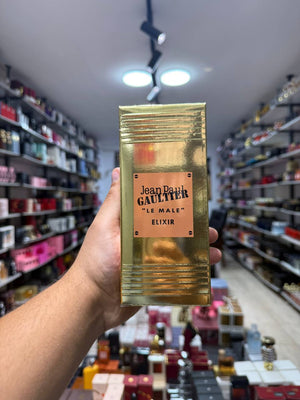 Jean Paul
GAULTIER
"LE MALE"
ELIXIR